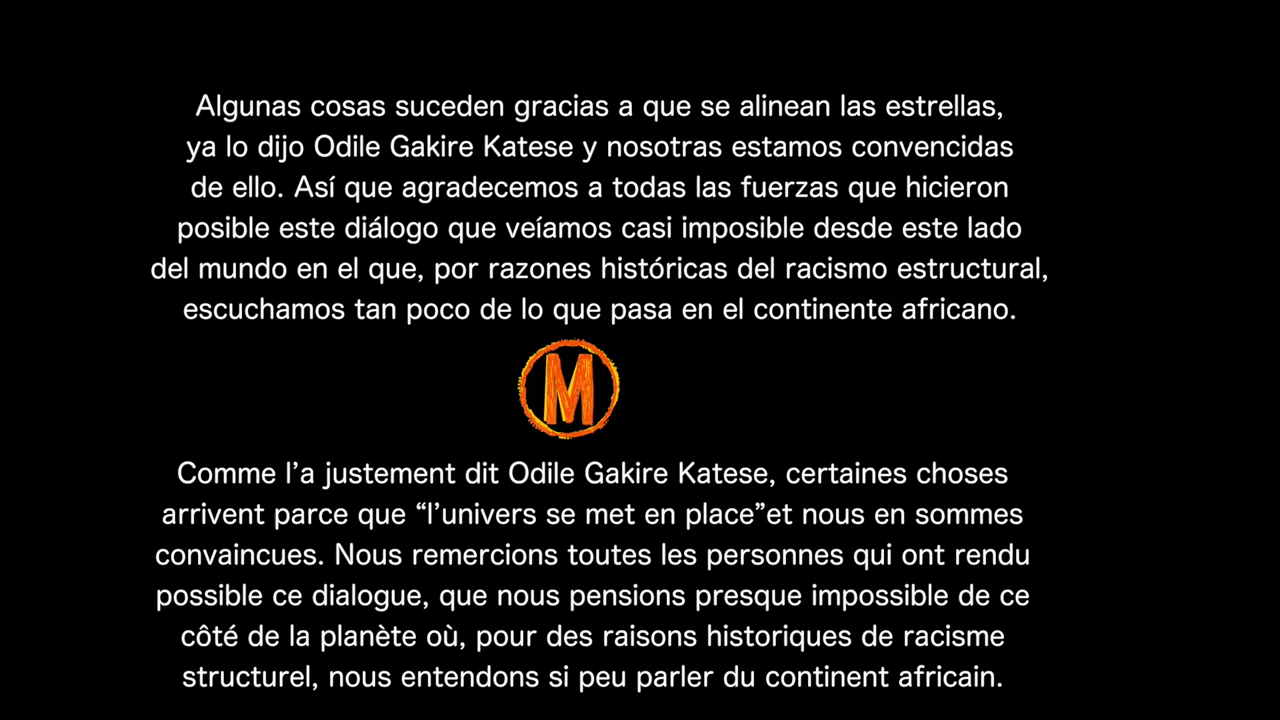 Algunas cosas suceden gracias a que se alinean las estrellas,
ya lo dijo Odile Gakire Katese y nosotras estamos convencidas
de ello. Así que agradecemos a todas las fuerzas que hicieron
posible este diálogo que veíamos casi imposible desde este lado
del mundo en el que, por razones históricas del racismo estructural,
escuchamos tan poco de lo que pasa en el continente africano.
M
Comme l’a justement dit Odile Gakire Katese, certaines choses
arrivent parce que “l’univers se met en place”et nous en sommes
convaincues. Nous remercions toutes les personnes qui ont rendu
possible ce dialogue, que nous pensions presque impossible de ce
côté de la planète où, pour des raisons historiques de racisme
structurel, nous entendons si peu parler du continent africain.